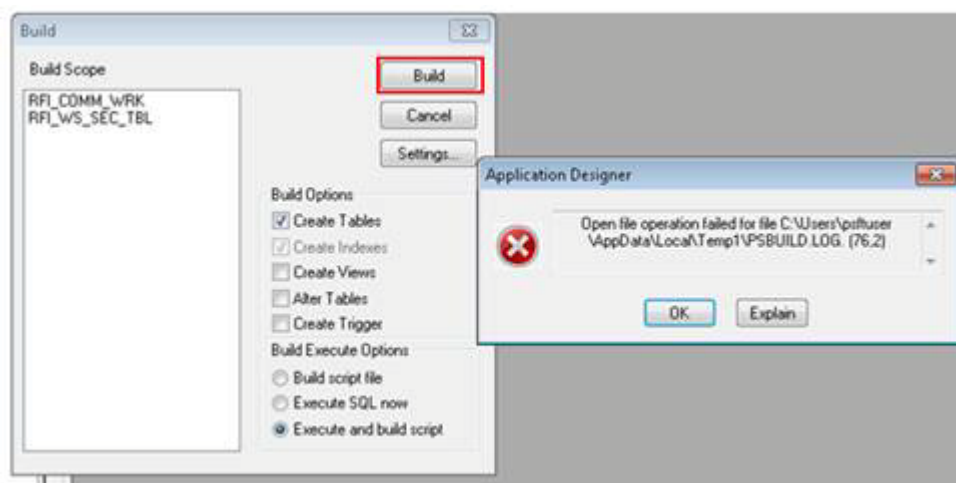 Build
Build Scope
RFI_COMM_WRK
RFI_WS_SEC_TBL
Build
Cancel
Settings...
Build Options
Create Tables
Create Indexes
Create Views
Alter Tables
Create Trigger
Build Execute Options
Build script file
Execute SQL now
Execute and build script
Application Designer
Open file operation failed for file C:\Users\psftuser
\AppData\Local\Temp1\PSBUILD.LOG. (76,2)
OK
Explain